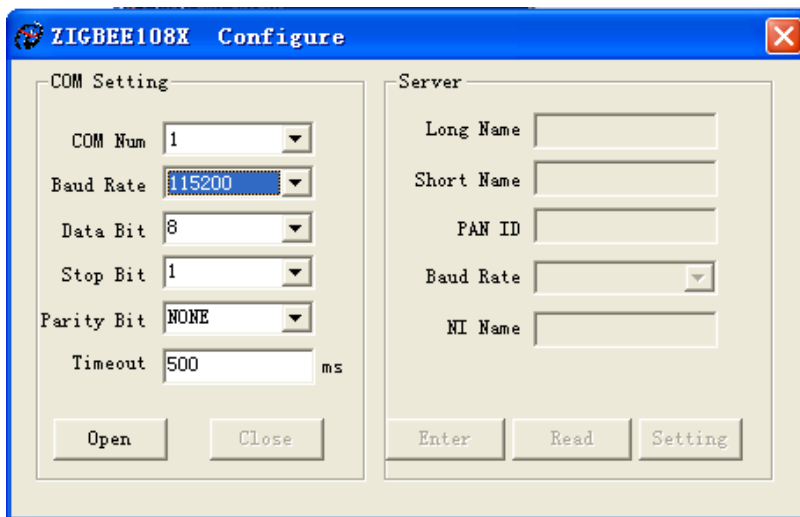 ZIGBEE108X Configure
COM Setting
COM Num 1
Baud Rate 115200
Data Bit 8
Stop Bit 1
Parity Bit NONE
Timeout 500 ms
Open Close
Server
Long Name
Short Name
PAN ID
Baud Rate
NI Name
Enter Read Setting